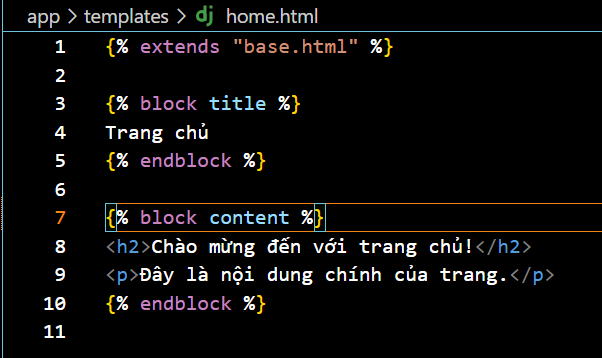 app > templates > dj home.html
1 {% extends "base.html" %}
2
3 {% block title %}
4 Trang chủ
5 {% endblock %}
6
7 {% block content %}
8 <h2>Chào mừng đến với trang chủ!</h2>
9 <p>Đây là nội dung chính của trang.</p>
10 {% endblock %}
11